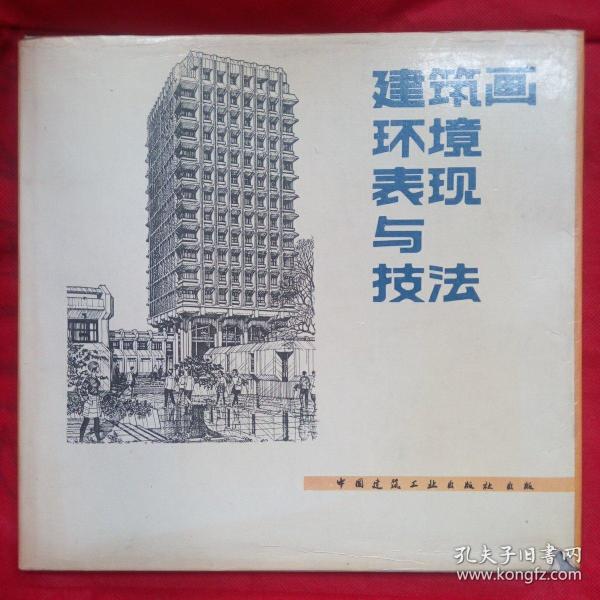 建筑画
环境
表现
与
技法
中国建筑工业出版社 出版
孔夫子旧书网
www.kongfz.com